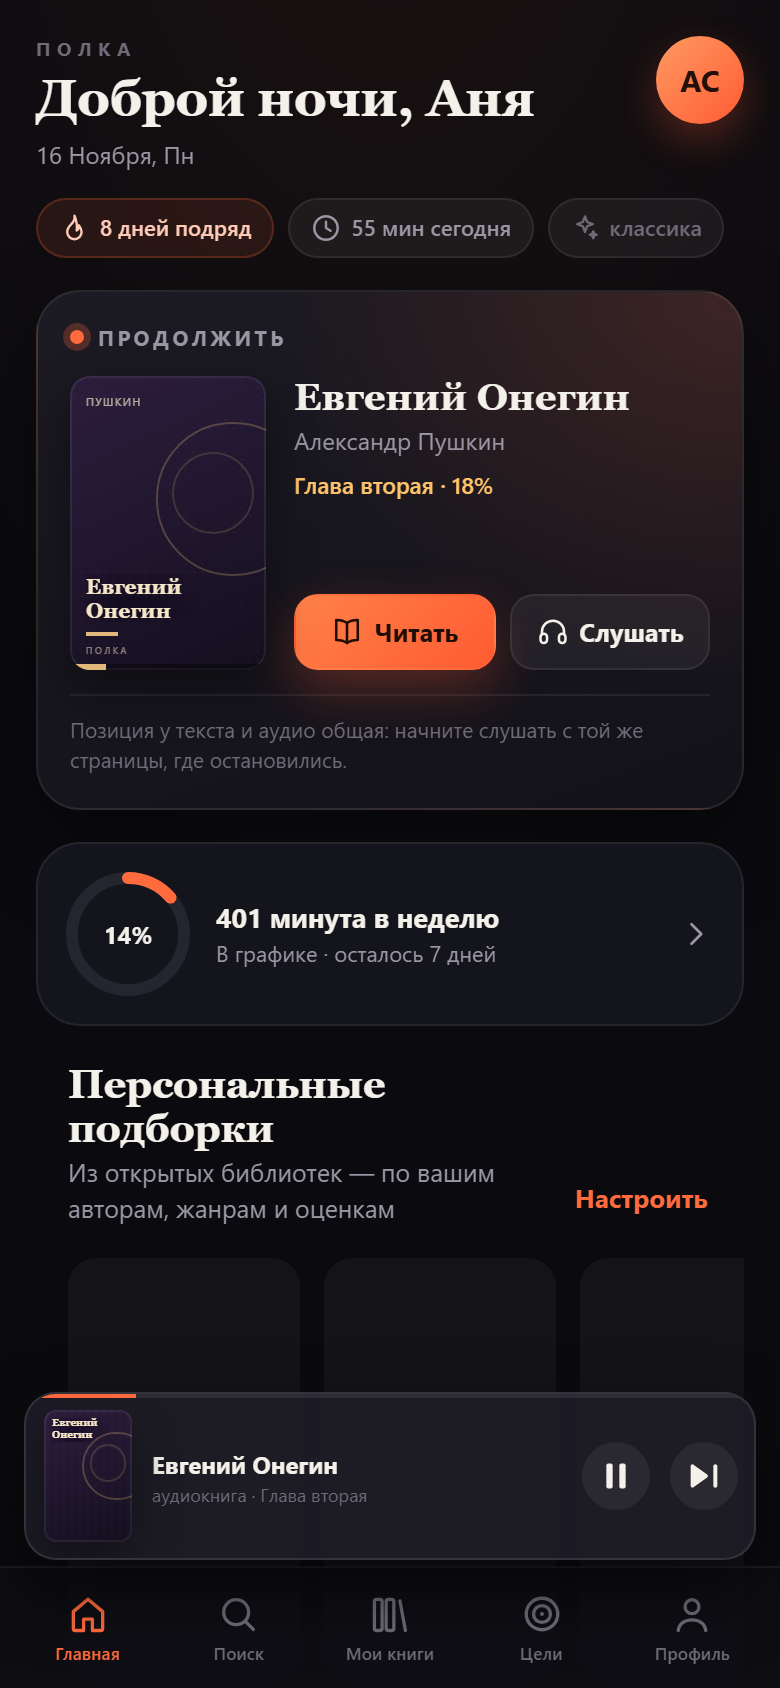 ПОЛКА
Доброй ночи, Аня
АС
16 Ноября, Пн
8 дней подряд
55 мин сегодня
классика
ПРОДОЛЖИТЬ
ПУШКИН
Евгений
Онегин
ПОЛКА
Евгений Онегин
Александр Пушкин
Глава вторая · 18%
Читать
Слушать
Позиция у текста и аудио общая: начните слушать с той же
странице, где остановились.
14%
401 минута в неделю
В графике · осталось 7 дней
Персональные
подборки
Из открытых библиотек — по вашим
авторам, жанрам и оценкам
Настроить
Евгений
Онегин
Евгений Онегин
аудиокнига · Глава вторая
Главная
Поиск
Мои книги
Цели
Профиль